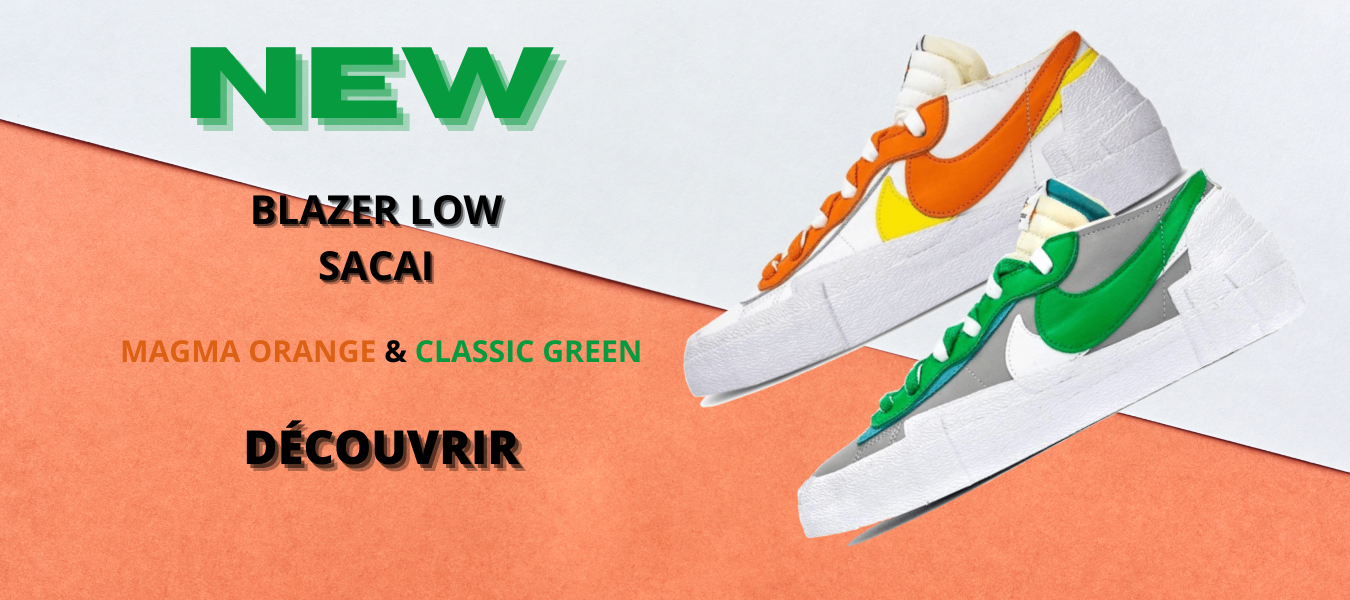 NEW
BLAZER LOW
SACAI
MAGMA ORANGE & CLASSIC GREEN
DÉCOUVRIR